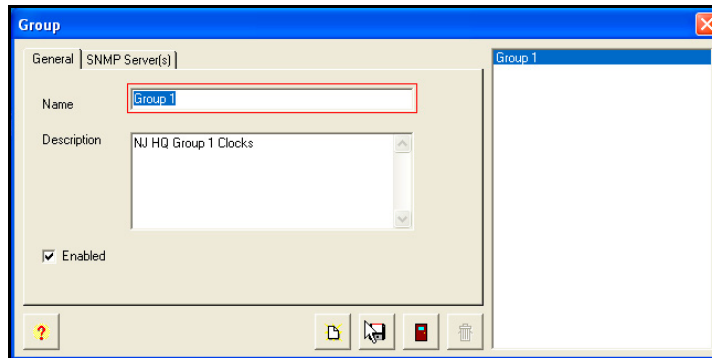 Group
General
SNMP Server(s)
Group 1
Name
Group 1
Description
NJ HQ Group 1 Clocks
Enabled
?